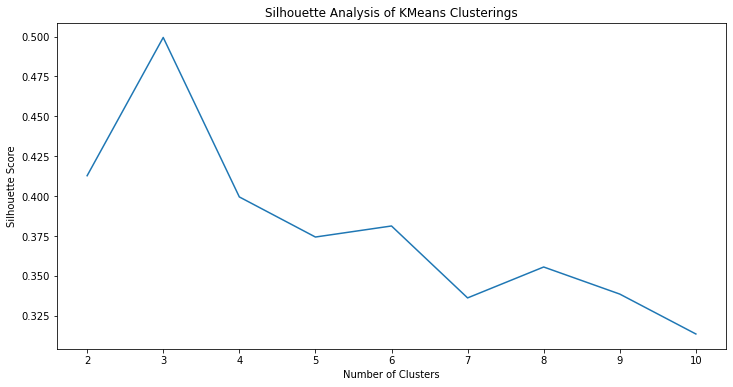 Silhouette Analysis of KMeans Clusterings
Silhouette Score
0.500
0.475
0.450
0.425
0.400
0.375
0.350
0.325
2 3 4 5 6 7 8 9 10
Number of Clusters